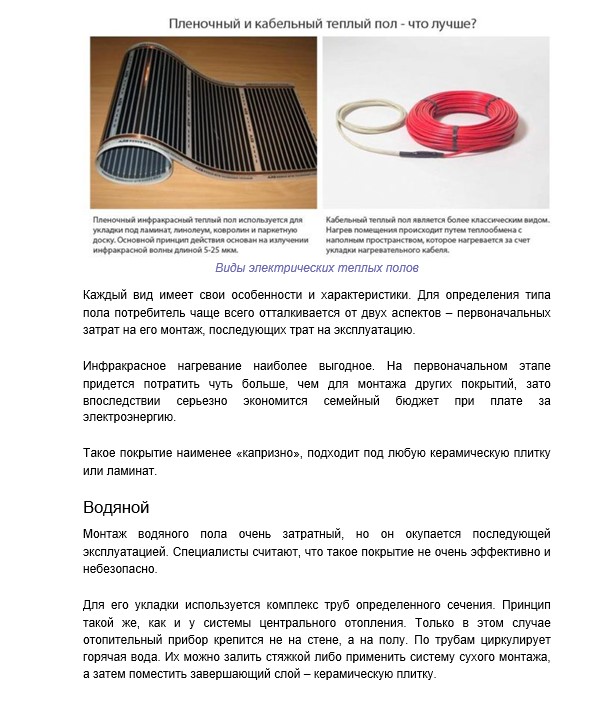 Пленочный и кабельный теплый пол - что лучше?
Пленочный инфракрасный теплый пол используется для
укладки под ламинат, линолеум, ковролин и паркетную
доску. Основной принцип действия основан на излучении
инфракрасной волны длиной 5-25 мкм.
Кабельный теплый пол является более классическим видом.
Нагрев помещения происходит путем теплообмена с
наполным пространством, которое нагревается за счет
укладки нагревательного кабеля.
Виды электрических теплых полов
Каждый вид имеет свои особенности и характеристики. Для определения типа
пола потребитель чаще всего отталкивается от двух аспектов – первоначальных
затрат на его монтаж, последующих трат на эксплуатацию.
Инфракрасное нагревание наиболее выгодное. На первоначальном этапе
придется потратить чуть больше, чем для монтажа других покрытий, зато
впоследствии серьезно экономится семейный бюджет при плате за
электроэнергию.
Такое покрытие наименее «капризно», подходит под любую керамическую плитку
или ламинат.
Водяной
Монтаж водяного пола очень затратный, но он окупается последующей
эксплуатацией. Специалисты считают, что такое покрытие не очень эффективно и
небезопасно.
Для его укладки используется комплекс труб определенного сечения. Принцип
такой же, как и у системы центрального отопления. Только в этом случае
отопительный прибор крепится не на стене, а на полу. По трубам циркулирует
горячая вода. Их можно залить стяжкой либо применить систему сухого монтажа,
а затем поместить завершающий слой – керамическую плитку.